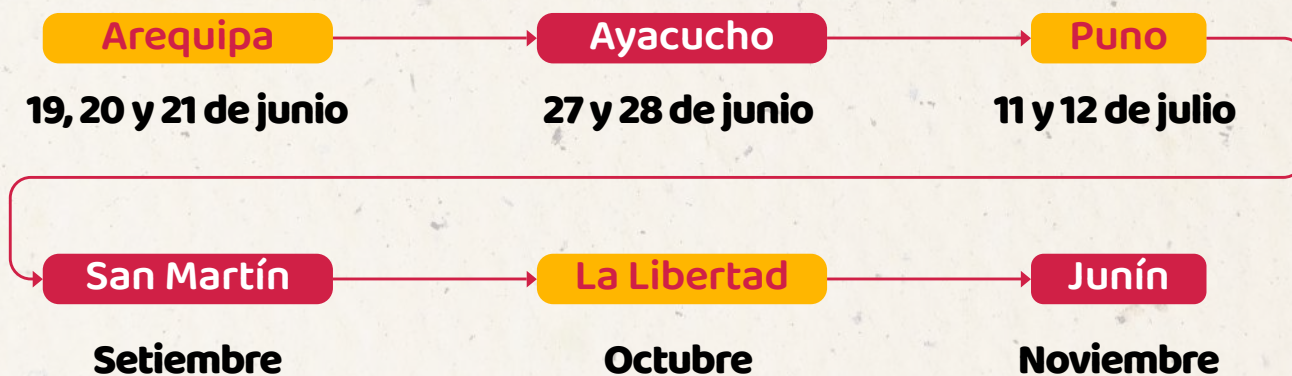 Arequipa
Ayacucho
Puno
19, 20 y 21 de junio
27 y 28 de junio
11 y 12 de julio
San Martín
La Libertad
Junín
Setiembre
Octubre
Noviembre